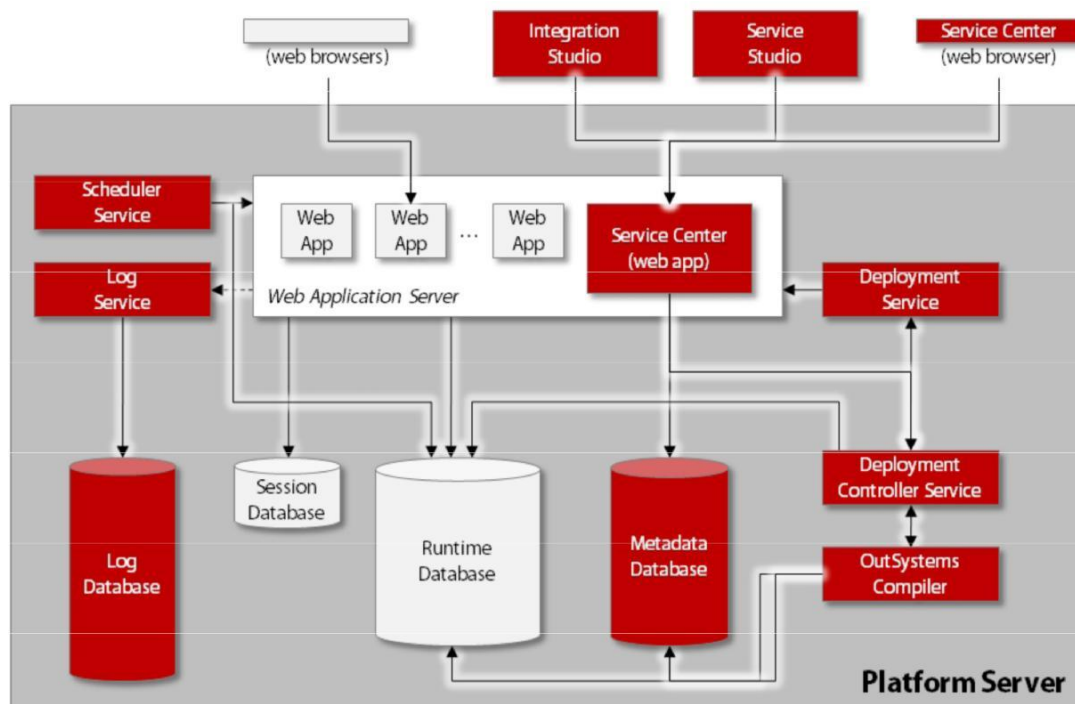 (web browsers)
Integration
Studio
Service
Studio
Service Center
(web browser)
Scheduler
Service
Web
App
Web
App
...
Web
App
Service Center
(web app)
Log
Service
Web Application Server
Deployment
Service
Log
Database
Session
Database
Runtime
Database
Metadata
Database
Deployment
Controller Service
OutSystems
Compiler
Platform Server